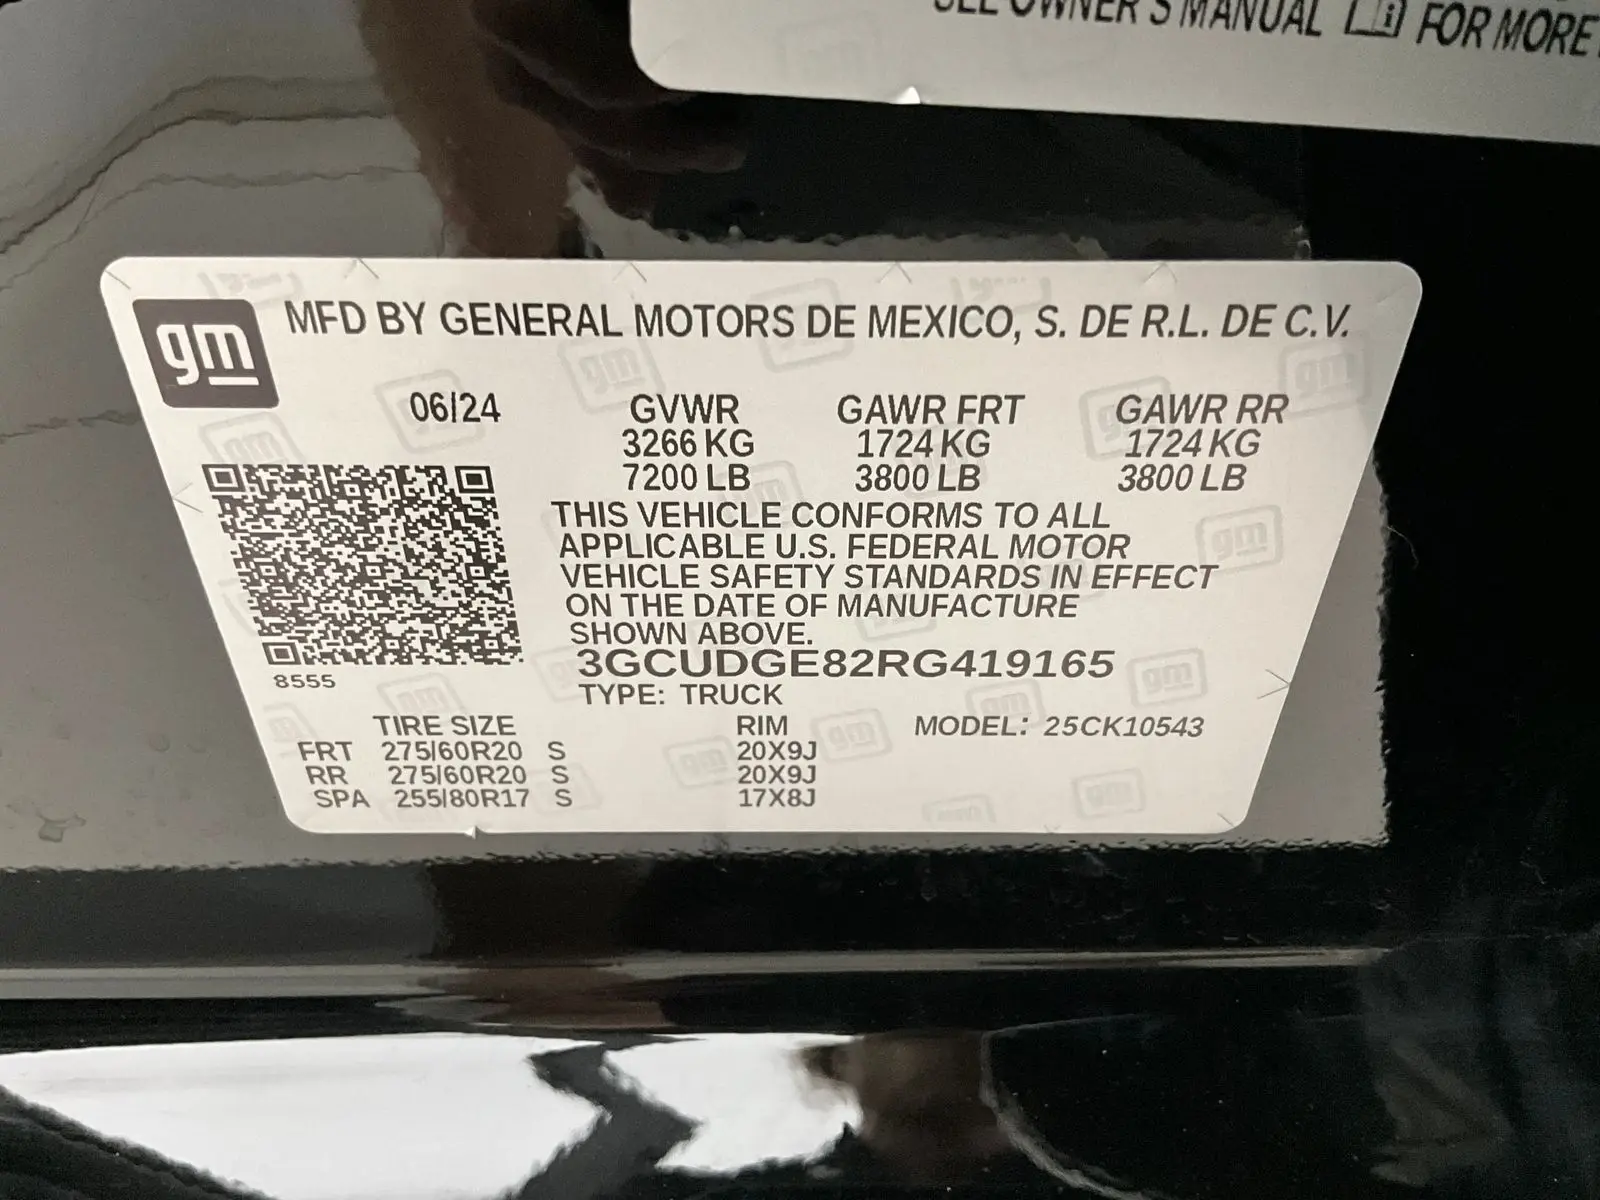 SEE OWNER'S MANUAL FOR MORE
gm
MFD BY GENERAL MOTORS DE MEXICO, S. DE R.L. DE C.V.
06/24 GVWR GAWR FRT GAWR RR
3266 KG 1724 KG 1724 KG
7200 LB 3800 LB 3800 LB
THIS VEHICLE CONFORMS TO ALL
APPLICABLE U.S. FEDERAL MOTOR
VEHICLE SAFETY STANDARDS IN EFFECT
ON THE DATE OF MANUFACTURE
SHOWN ABOVE.
3GCUDGE82RG419165
8555
TYPE: TRUCK
TIRE SIZE RIM MODEL: 25CK10543
FRT 275/60R20 S 20X9J
RR 275/60R20 S 20X9J
SPA 255/80R17 S 17X8J